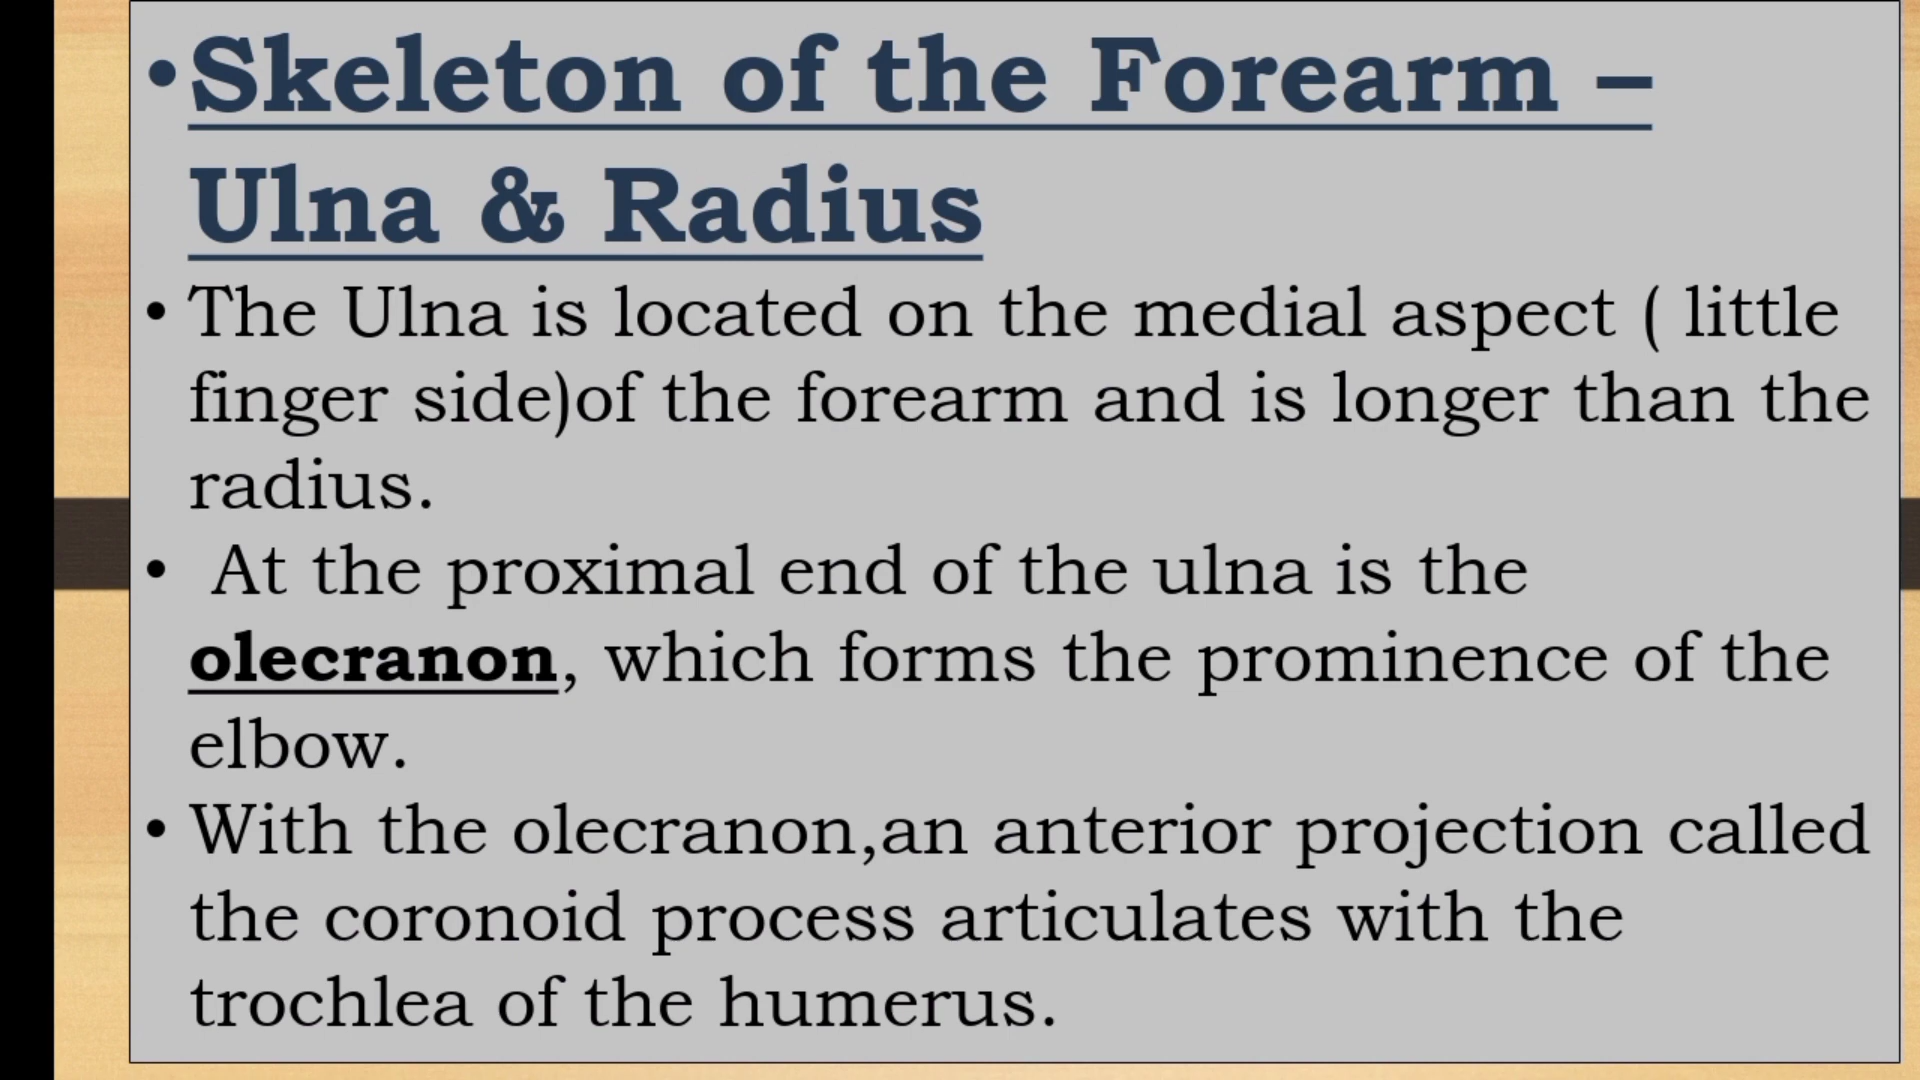 •Skeleton of the Forearm –
Ulna & Radius
• The Ulna is located on the medial aspect ( little
finger side)of the forearm and is longer than the
radius.
• At the proximal end of the ulna is the
olecranon, which forms the prominence of the
elbow.
• With the olecranon,an anterior projection called
the coronoid process articulates with the
trochlea of the humerus.